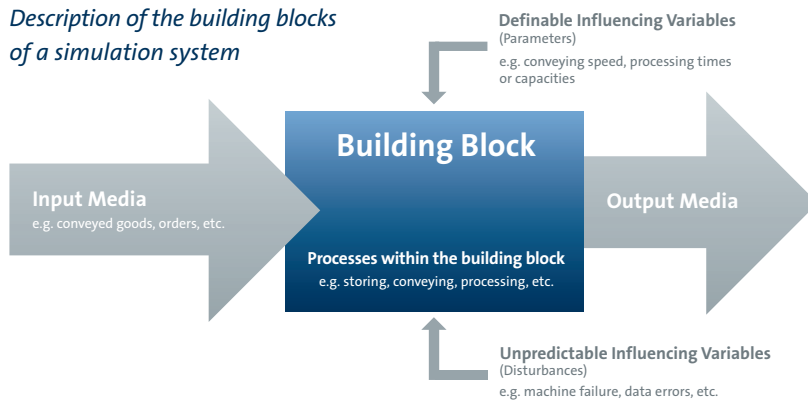 Description of the building blocks
of a simulation system
Definable Influencing Variables
(Parameters)
e.g. conveying speed, processing times
or capacities
Building Block
Input Media
e.g. conveyed goods, orders, etc.
Output Media
Processes within the building block
e.g. storing, conveying, processing, etc.
Unpredictable Influencing Variables
(Disturbances)
e.g. machine failure, data errors, etc.